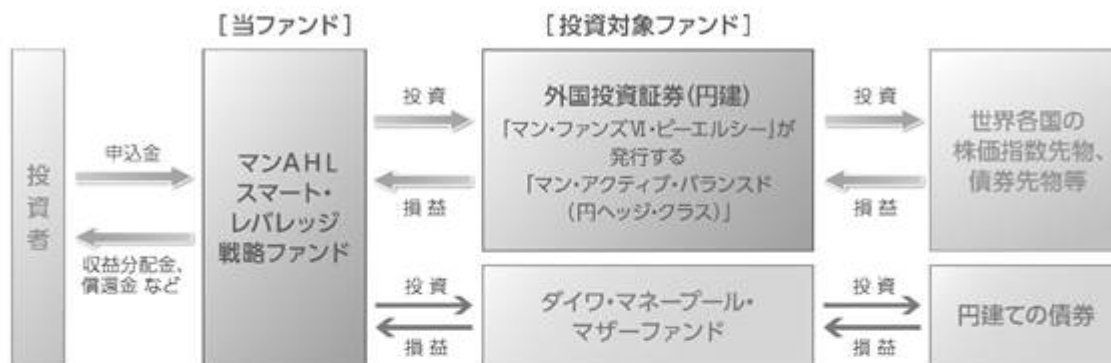 [当ファンド]
[投資対象ファンド]
投資者
申込金
収益分配金、
償還金 など
マンAHL
スマート・
レバレッジ
戦略ファンド
投 資
損 益
外国投資証券(円建)
「マン・ファンズⅥ・ピーエルシー」が
発行する
「マン・アクティブ・バランスド
(円ヘッジ・クラス)」
投 資
損 益
世界各国の
株価指数先物、
債券先物等
投 資
損 益
ダイワ・マネープール・
マザーファンド
投 資
損 益
円建ての債券